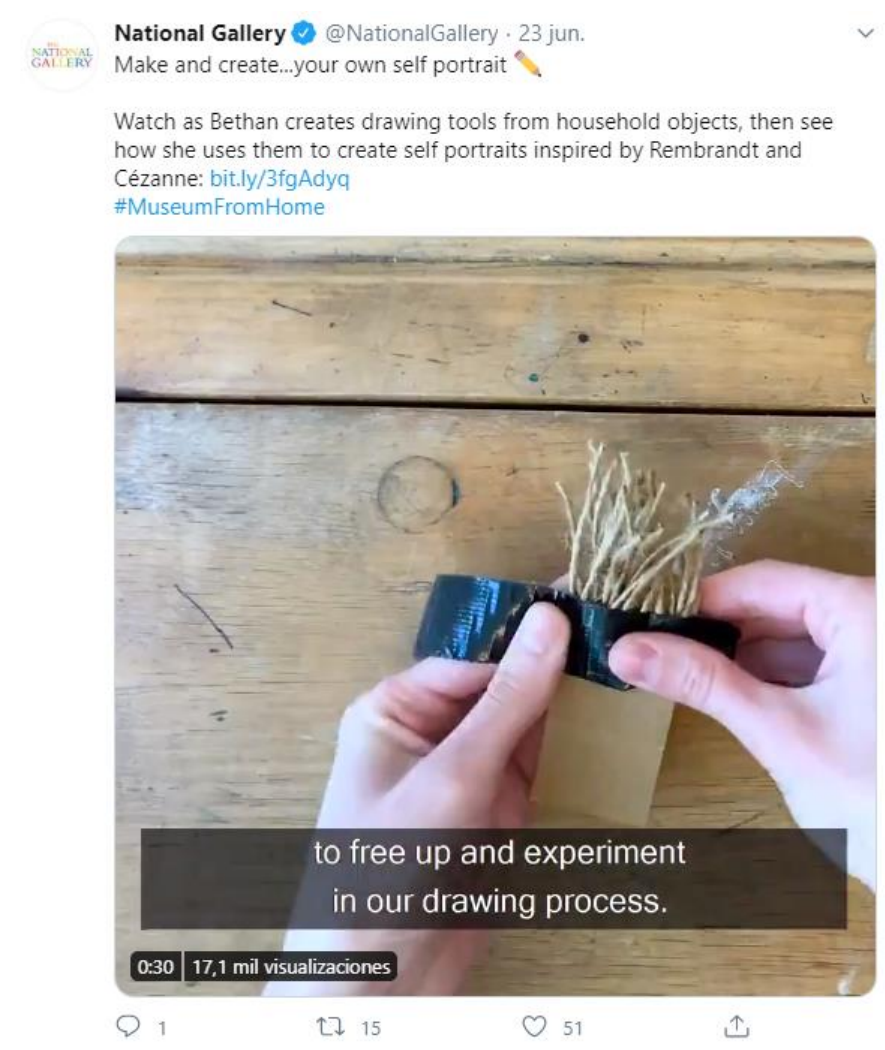 THE
NATIONAL
GALLERY
National Gallery @NationalGallery · 23 jun.
Make and create...your own self portrait ✏️
Watch as Bethan creates drawing tools from household objects, then see
how she uses them to create self portraits inspired by Rembrandt and
Cézanne: bit.ly/3fgAdyq
#MuseumFromHome
to free up and experiment
in our drawing process.
0:30 17,1 mil visualizaciones
1 15 51